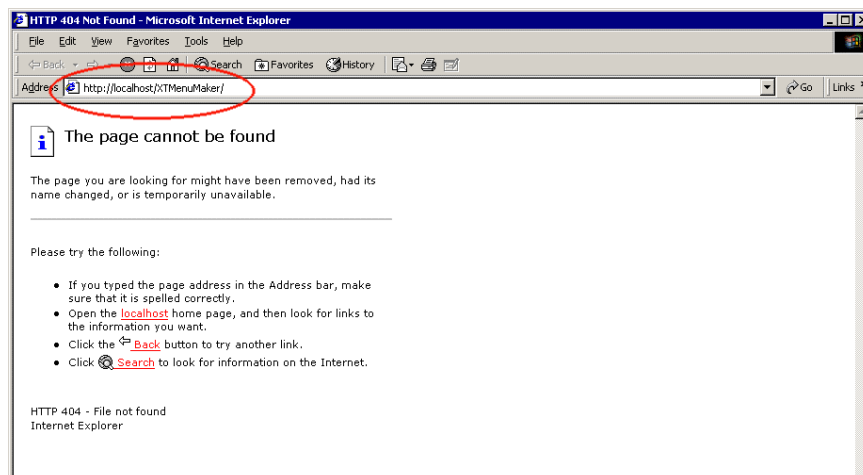 HTTP 404 Not Found - Microsoft Internet Explorer
File Edit View Favorites Tools Help
Back Search Favorites History
Address http://localhost/XTMenuMaker/ Go Links
The page cannot be found
The page you are looking for might have been removed, had its
name changed, or is temporarily unavailable.
Please try the following:
• If you typed the page address in the Address bar, make
sure that it is spelled correctly.
• Open the localhost home page, and then look for links to
the information you want.
• Click the Back button to try another link.
• Click Search to look for information on the Internet.
HTTP 404 - File not found
Internet Explorer